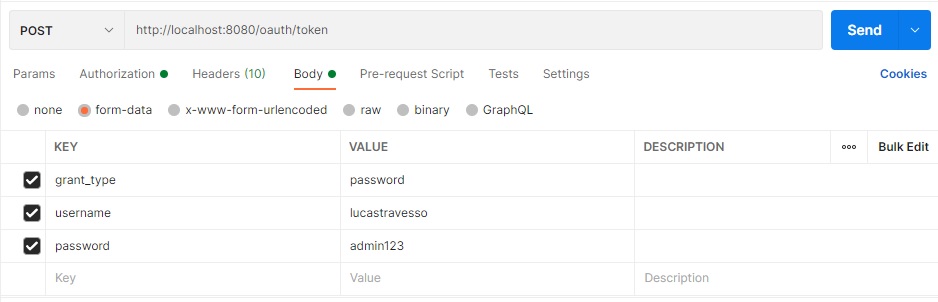 POST http://localhost:8080/oauth/token Send
Params Authorization Headers (10) Body Pre-request Script Tests Settings Cookies
none form-data x-www-form-urlencoded raw binary GraphQL
KEY VALUE DESCRIPTION ooo Bulk Edit
grant_type password
username lucastravesso
password admin123
Key Value Description